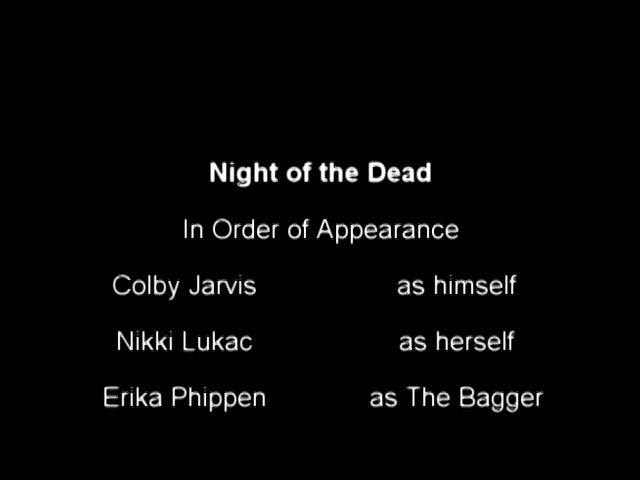 Night of the Dead
In Order of Appearance
Colby Jarvis as himself
Nikki Lukac as herself
Erika Phippen as The Bagger